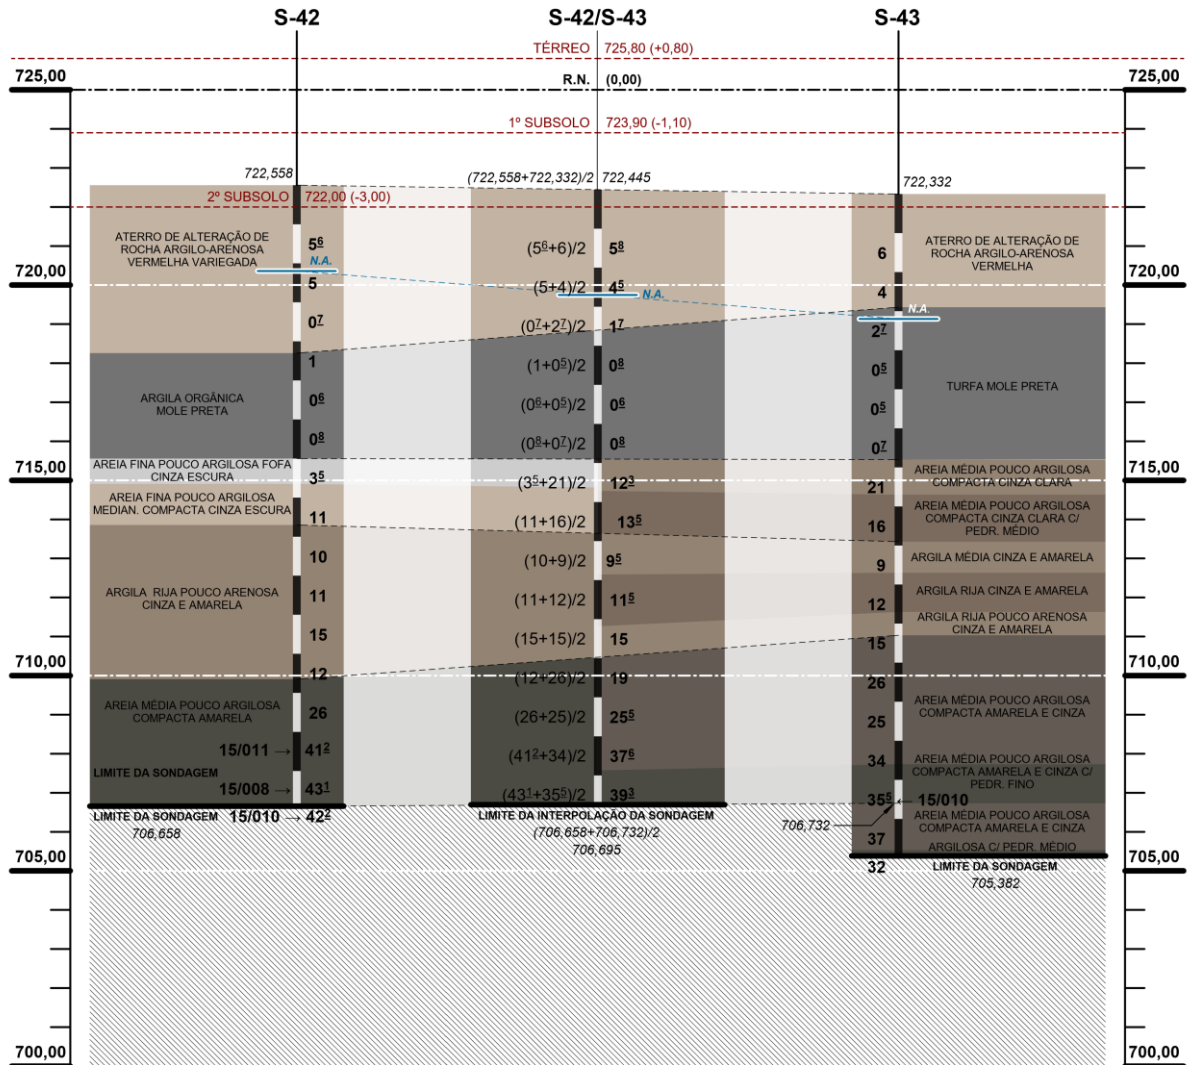 S-42
S-42/S-43
S-43
TÉRREO 725,80 (+0,80)
725,00
R.N. (0,00)
725,00
1º SUBSOLO 723,90 (-1,10)
722,558
(722,558+722,332)/2 722,445
722,332
2º SUBSOLO 722,00 (-3,00)
ATERRO DE ALTERAÇÃO DE
ROCHA ARGILO-ARENOSA
VERMELHA VARIEGADA
5⁶
N.A.
5
0⁷
1
ARGILA ORGÂNICA
MOLE PRETA
0⁶
0⁸
AREIA FINA POUCO ARGILOSA FOFA
CINZA ESCURA
3⁵
AREIA FINA POUCO ARGILOSA
MEDIAN. COMPACTA CINZA ESCURA
11
10
ARGILA RIJA POUCO ARENOSA
CINZA E AMARELA
11
15
12
AREIA MÉDIA POUCO ARGILOSA
COMPACTA AMARELA
26
15/011 → 41²
LIMITE DA SONDAGEM
15/008 → 43¹
LIMITE DA SONDAGEM 15/010 → 42²
706,658
(5⁶+6)/2 5⁸
(5+4)/2 4⁵
N.A.
(0⁷+2⁷)/2 1⁷
(1+0⁵)/2 0⁸
(0⁶+0⁵)/2 0⁶
(0⁸+0⁷)/2 0⁸
(3⁵+21)/2 12³
(11+16)/2 13⁵
(10+9)/2 9⁵
(11+12)/2 11⁵
(15+15)/2 15
(12+26)/2 19
(26+25)/2 25⁵
(41²+34)/2 37⁶
(43¹+35⁵)/2 39³
LIMITE DA INTERPOLAÇÃO DA SONDAGEM
(706,658+706,732)/2
706,695
6
ATERRO DE ALTERAÇÃO DE
ROCHA ARGILO-ARENOSA
VERMELHA
4
N.A.
2⁷
0⁵
TURFA MOLE PRETA
0⁵
0⁷
AREIA MÉDIA POUCO ARGILOSA
COMPACTA CINZA CLARA
21
AREIA MÉDIA POUCO ARGILOSA
COMPACTA CINZA CLARA C/
PEDR. MÉDIO
16
ARGILA MÉDIA CINZA E AMARELA
9
ARGILA RIJA CINZA E AMARELA
12
ARGILA RIJA POUCO ARENOSA
CINZA E AMARELA
15
26
AREIA MÉDIA POUCO ARGILOSA
COMPACTA AMARELA E CINZA
25
34
AREIA MÉDIA POUCO ARGILOSA
COMPACTA AMARELA E CINZA C/
PEDR. FINO
35⁵ ← 15/010
706,732
AREIA MÉDIA POUCO ARGILOSA
COMPACTA AMARELA E CINZA
37
ARGILOSA C/ PEDR. MÉDIO
32
LIMITE DA SONDAGEM
705,382
720,00
720,00
715,00
715,00
710,00
710,00
705,00
705,00
700,00
700,00